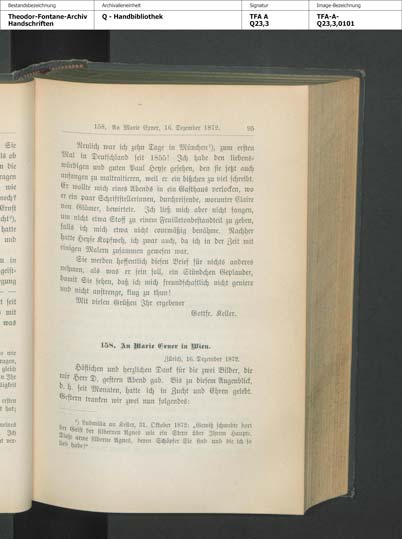 Bestandsbezeichnung
Theodor-Fontane-Archiv
Handschriften
Archivalieneinheit
Q - Handbibliothek
Signatur
TFA A
Q23,3
Image-Bezeichnung
TFA-A-
Q23,3,0101
158. An Marie Exner, 16. Dezember 1872. 95
Neulich war ich zehn Tage in München¹), zum ersten
Mal in Deutschland seit 1855! Ich habe den liebens-
würdigen und guten Paul Heyse gesehen, den sie jetzt auch
anfangen zu maltraitieren, weil er ein bißchen zu viel schreibt.
Er wollte mich eines Abends in ein Gasthaus verlocken, wo
er ein paar Schriftstellerinnen, durchreisende, worunter Claire
von Glümer, bewirtete. Ich ließ mich aber nicht fangen,
um nicht etwa Stoff zu einem Feuilletonbestandteil zu geben,
falls ich mich etwa nicht courmäßig benähme. Nachher
hatte Heyse Kopfweh, ich zwar auch, da ich in der Zeit mit
einigen Malern zusammen gewesen war.
Sie werden hoffentlich diesen Brief für nichts anderes
nehmen, als was er sein soll, ein Stündchen Geplauder,
damit Sie sehen, daß ich mich freundschaftlich nicht geniere
und nicht anstrenge, klug zu thun!
Mit vielen Grüßen Ihr ergebener
Gottfr. Keller.
158. An Marie Exner in Wien.
Zürich, 16. Dezember 1872.
Höflichen und herzlichen Dank für die zwei Bilder, die
mir Herr D. gestern Abend gab. Bis zu diesem Augenblick,
d. h. seit Monaten, hatte ich in Zucht und Ehren gelebt.
Gestern tranken wir zwei nun folgendes:
¹) Ludmilla an Keller, 31. Oktober 1872: „Gewiß schwebt dort
der Geist der silbernen Agnes wie ein Stern über Ihrem Haupt.
Diese arme silberne Agnes, deren Schöpfer Sie sind und die ich so
lieb habe!“